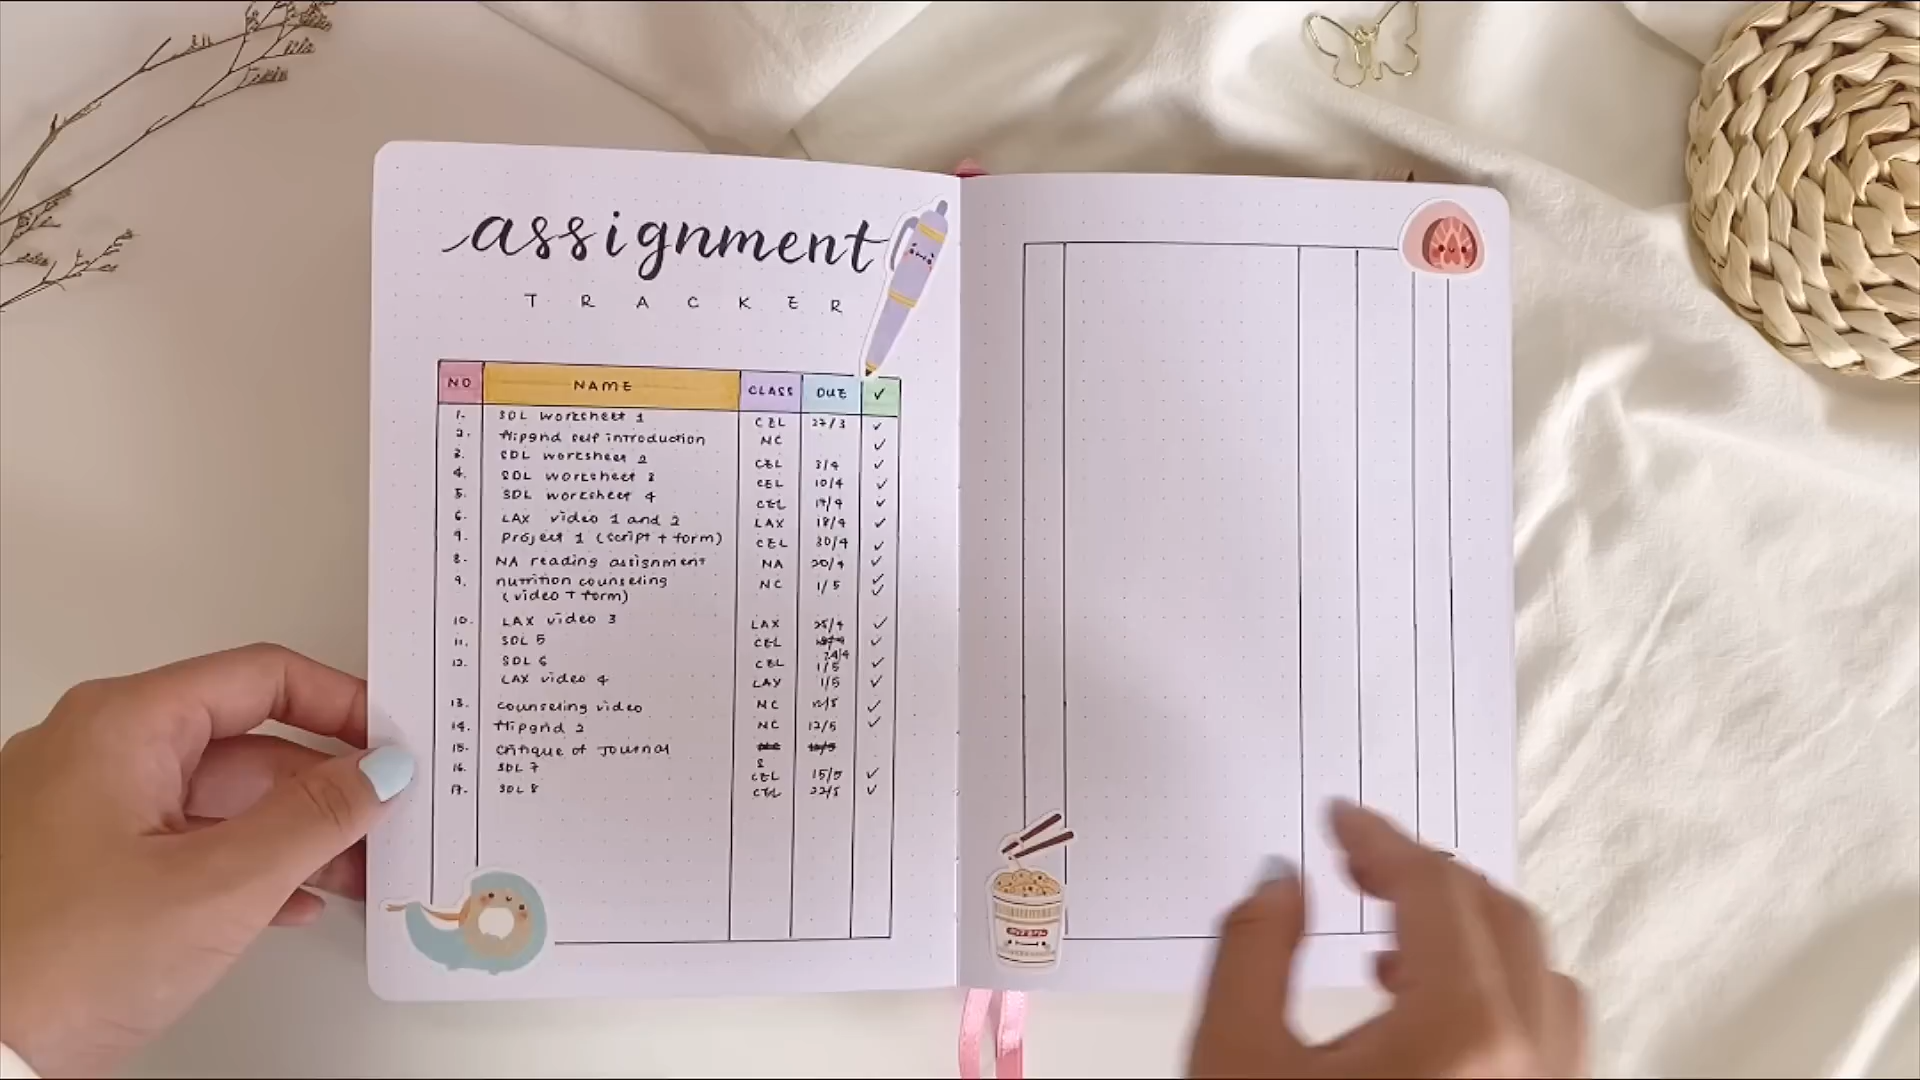 assignment
TRACKER
NO NAME CLASS DUE ✓
1. SDL worksheet 1 CEL 27/3 ✓
2. flipgrid self introduction NC ✓
3. SDL worksheet 2 CEL 3/4 ✓
4. SDL worksheet 3 CEL 10/4 ✓
5. SDL worksheet 4 CEL 17/4 ✓
6. LAX video 1 and 2 LAX 18/4 ✓
7. project 1 (script + form) CEL 30/4 ✓
8. NA reading assignment NA 20/4 ✓
9. nutrition counseling NC 1/5 ✓
(video + form) ✓
10. LAX video 3 LAX 25/4 ✓
11. SDL 5 CEL ✓
24/4
12. SDL 6 CEL 1/5 ✓
LAX video 4 LAX 1/5 ✓
13. counseling video NC 12/5 ✓
14. flipgrid 2 NC 12/5 ✓
15. critique of journal
16. SDL 7 CEL 15/5 ✓
17. SDL 8 CEL 22/5 ✓